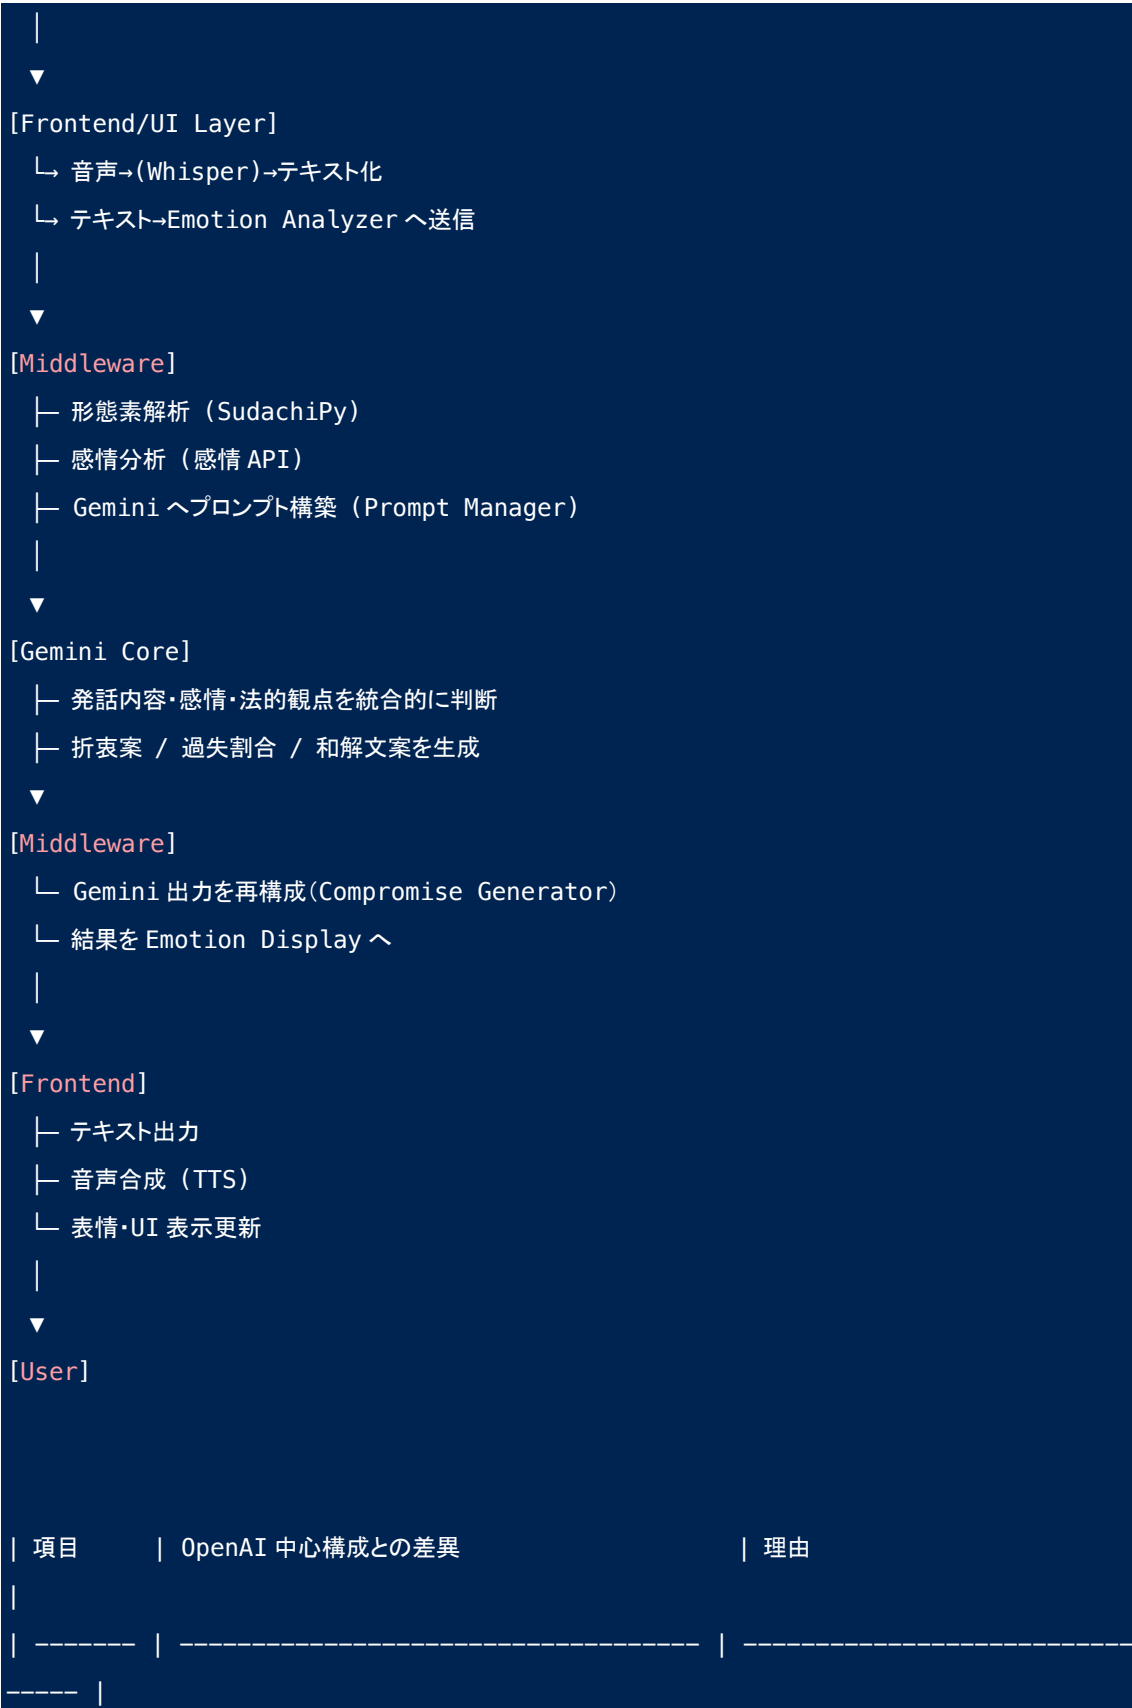 │
▼
[Frontend/UI Layer]
└→ 音声→(Whisper)→テキスト化
└→ テキスト→Emotion Analyzer へ送信
│
▼
[Middleware]
├─ 形態素解析 (SudachiPy)
├─ 感情分析 (感情 API)
├─ Gemini へプロンプト構築 (Prompt Manager)
│
▼
[Gemini Core]
├─ 発話内容・感情・法的観点を統合的に判断
├─ 折衷案 / 過失割合 / 和解文案を生成
▼
[Middleware]
└─ Gemini 出力を再構成（Compromise Generator）
└─ 結果を Emotion Display へ
│
▼
[Frontend]
├─ テキスト出力
├─ 音声合成 (TTS)
└─ 表情・UI 表示更新
│
▼
[User]
| 項目 | OpenAI 中心構成との差異 | 理由
|
| ------- | ------------------------------------ | ---------------------------
----- |